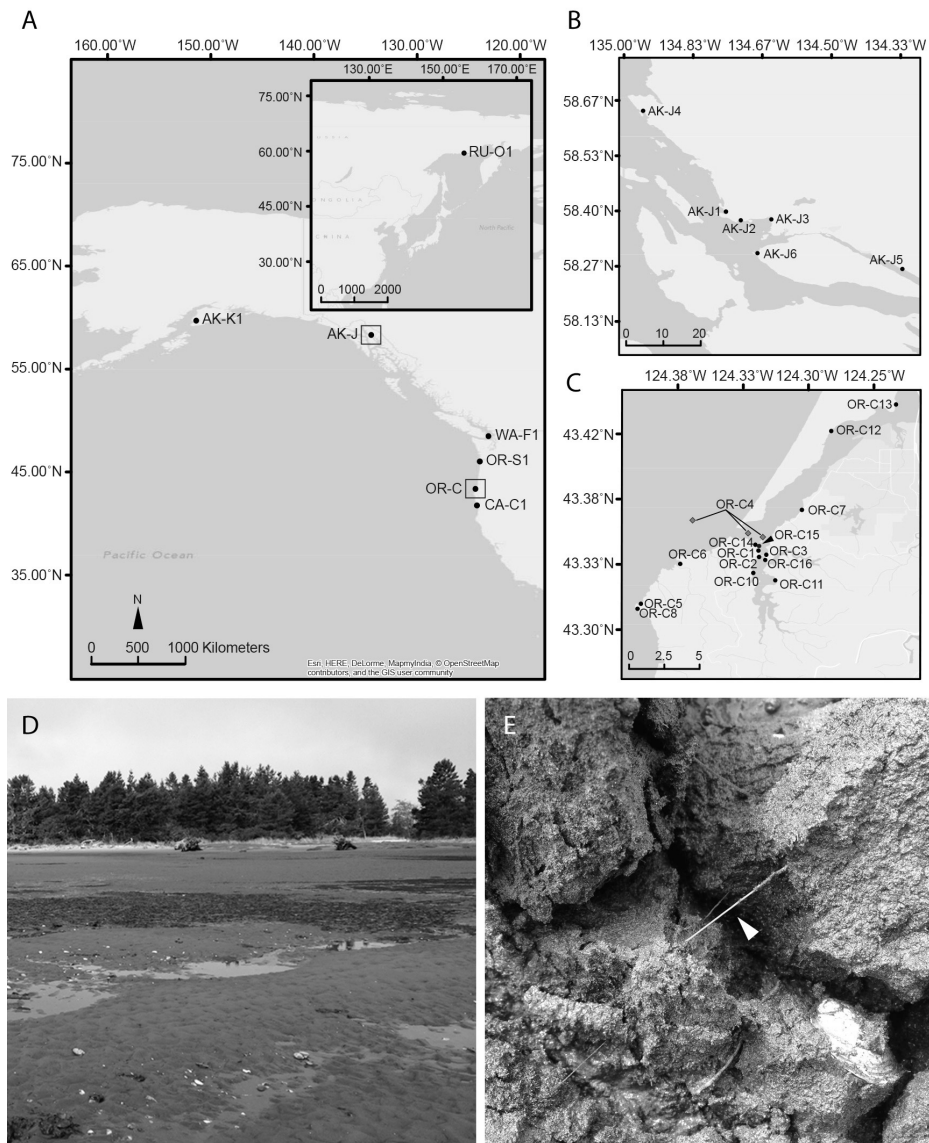 A
160.00°W 150.00°W 140.00°W 130.00°W 120.00°W
130.00°E 150.00°E 170.00°E
75.00°N
60.00°N
45.00°N
30.00°N
RU-O1
CHINA
North Pacific
0 1000 2000
75.00°N
65.00°N
55.00°N
45.00°N
35.00°N
AK-K1
AK-J
WA-F1
OR-S1
OR-C
CA-C1
Pacific Ocean
N
0 500 1000 Kilometers
Esri, HERE, DeLorme, MapmyIndia, © OpenStreetMap
contributors, and the GIS user community
B
135.00°W 134.83°W 134.67°W 134.50°W 134.33°W
58.67°N
58.53°N
58.40°N
58.27°N
58.13°N
AK-J4
AK-J1
AK-J2
AK-J3
AK-J6
AK-J5
0 10 20
C
124.38°W 124.33°W 124.30°W 124.25°W
43.42°N
43.38°N
43.33°N
43.30°N
OR-C13
OR-C12
OR-C4
OR-C7
OR-C14
OR-C15
OR-C1
OR-C3
OR-C6
OR-C2
OR-C16
OR-C10
OR-C11
OR-C5
OR-C8
0 2.5 5
D
E